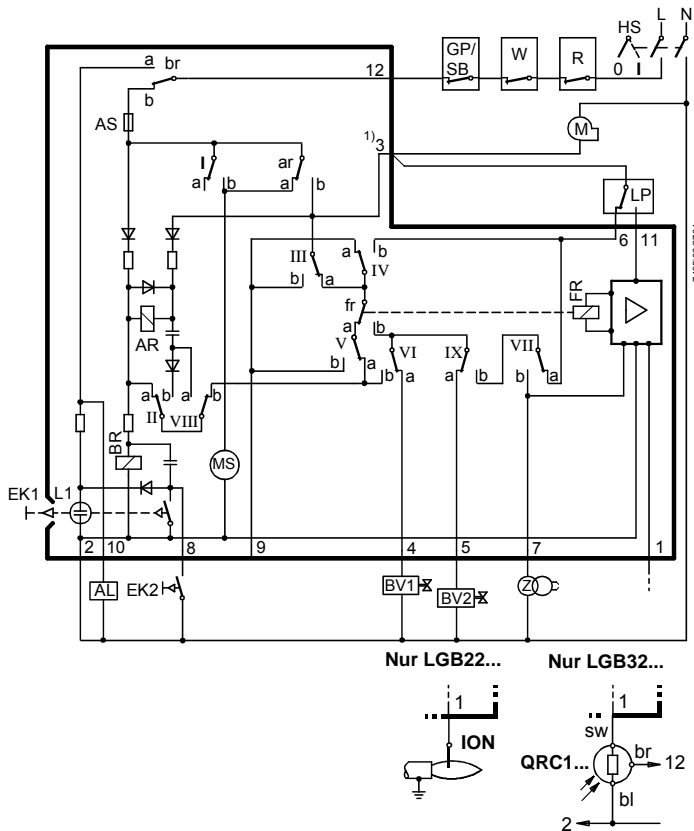 HS L N
GP/
SB
W
R
0 I
a br
b
12
AS
1) 3
M
I
ar
a b a b
LP
6 11
III
a b
IV
b a
fr
FR
a b
V
VI
IX
VII
b a b a a b b a
AR
a b a b
II VIII
BR
MS
EK1 L1
2 10 8 9 4 5 7 1
AL
EK2
BV1
BV2
Z
Nur LGB22...
Nur LGB32...
1
1
sw
ION
br
12
QRC1...
bl
2